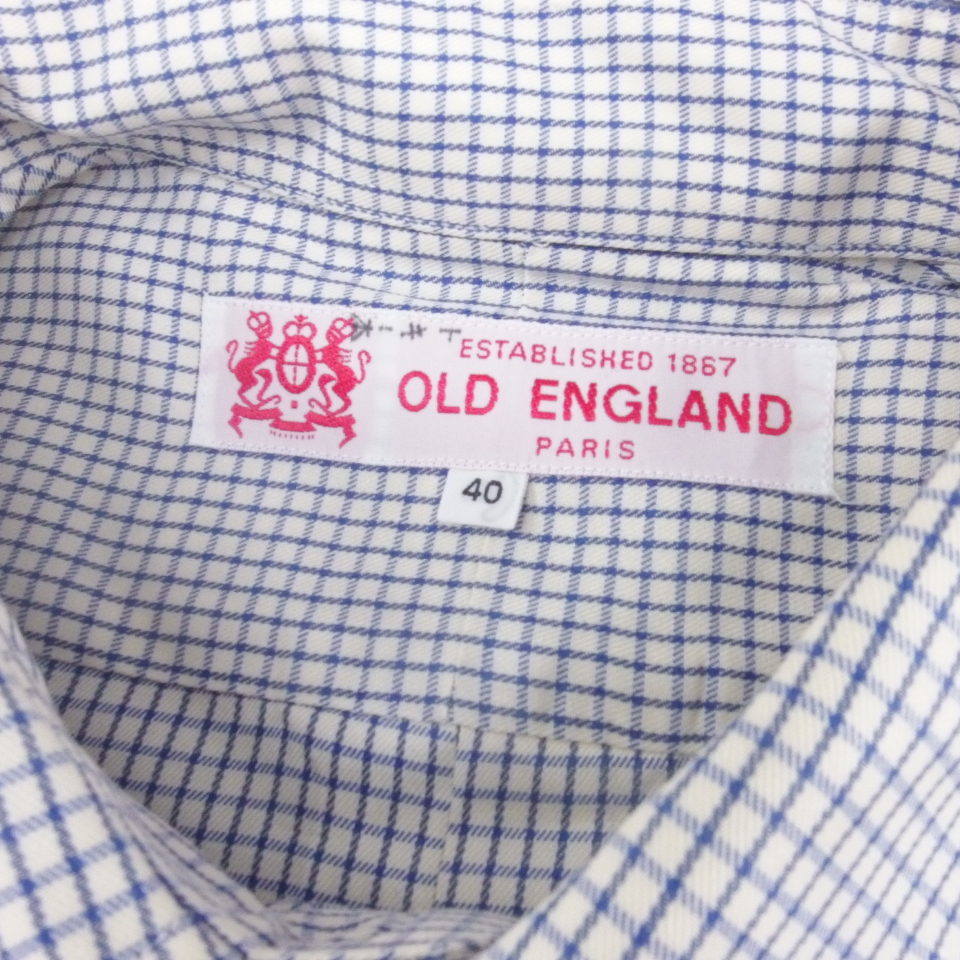 ESTABLISHED 1867
OLD ENGLAND
PARIS
40